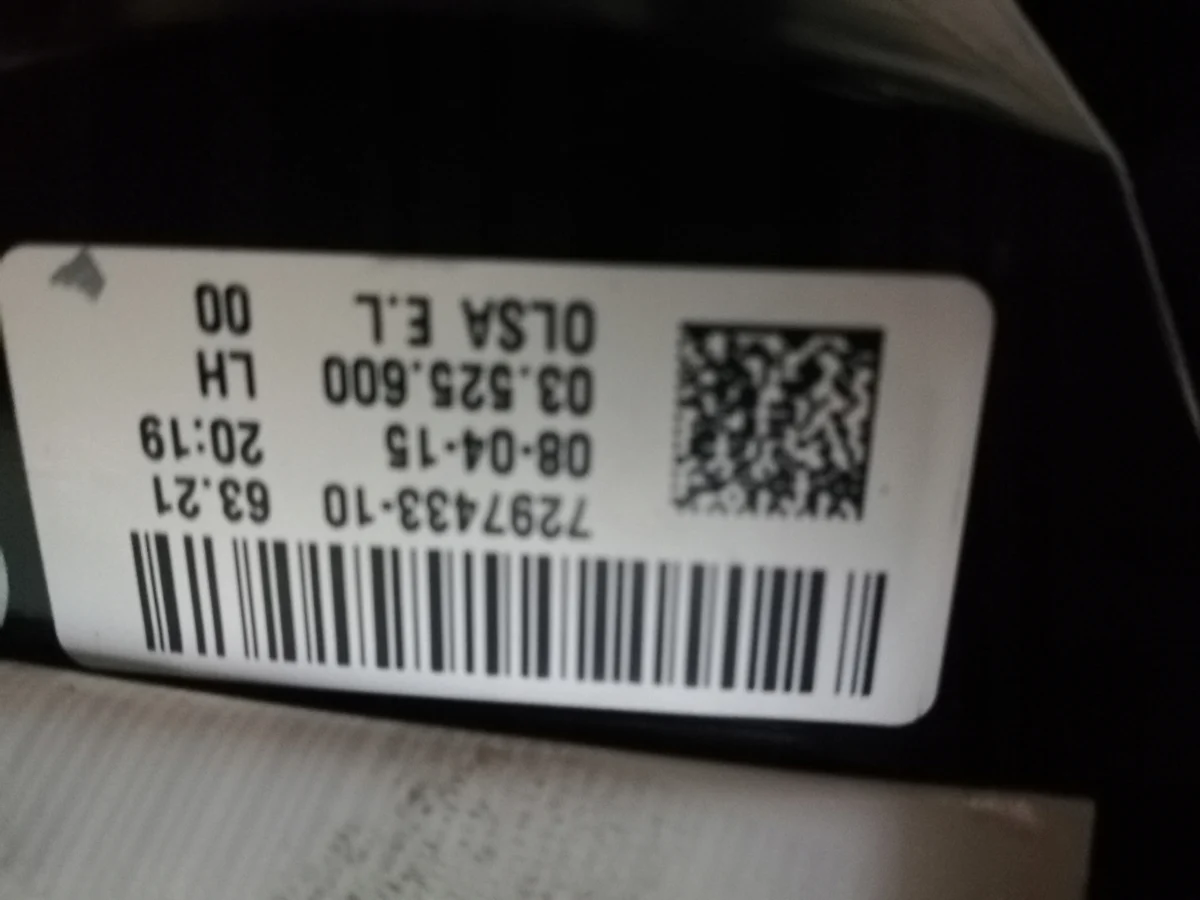 7297433-10 63.21
08-04-15 20:19
03.525.600 LH
OLSA E.L 00